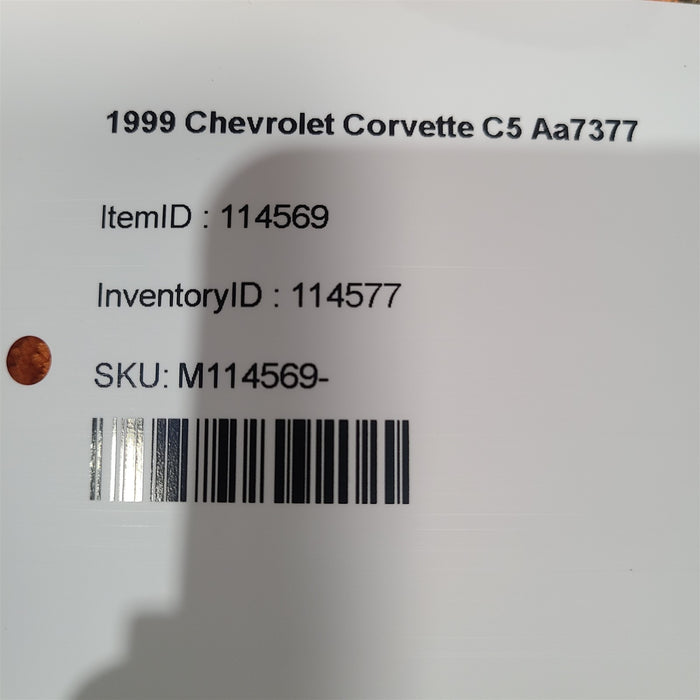 1999 Chevrolet Corvette C5 Aa7377
ItemID : 114569
InventoryID : 114577
SKU: M114569-